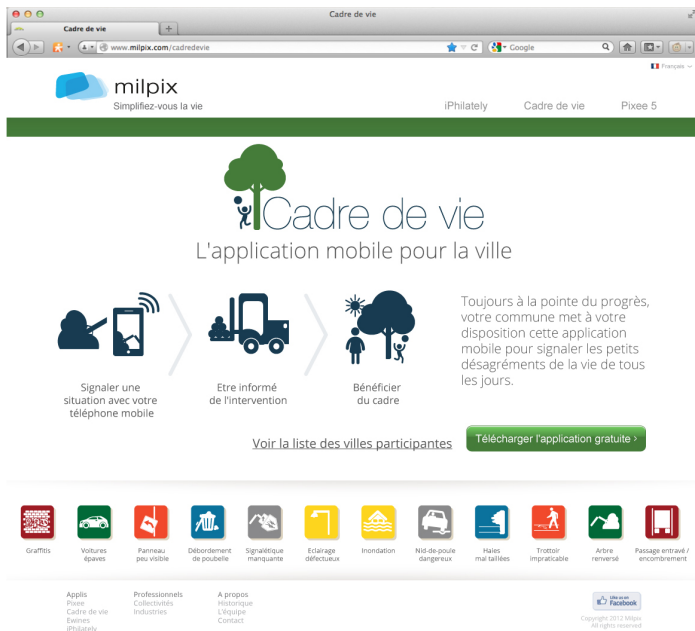 Cadre de vie
Cadre de vie
www.milpix.com/cadredevie
Google
Français
milpix
Simplifiez-vous la vie
iPhilately
Cadre de vie
Pixee 5
Cadre de vie
L'application mobile pour la ville
Toujours à la pointe du progrès,
votre commune met à votre
disposition cette application
mobile pour signaler les petits
désagréments de la vie de tous
les jours.
Signaler une
situation avec votre
téléphone mobile
Etre informé
de l'intervention
Bénéficier
du cadre
Voir la liste des villes participantes
Télécharger l'application gratuite ›
Graffitis
Voitures
épaves
Panneau
peu visible
Débordement
de poubelle
Signalétique
manquante
Eclairage
défectueux
Inondation
Nid-de-poule
dangereux
Haies
mal taillées
Trottoir
impraticable
Arbre
renversé
Passage entravé /
encombrement
Applis
Pixee
Cadre de vie
Ewines
iPhilately
Professionnels
Collectivités
Industries
A propos
Historique
L'équipe
Contact
Like us on
Facebook
Copyright 2012 Milpix
All rights reserved